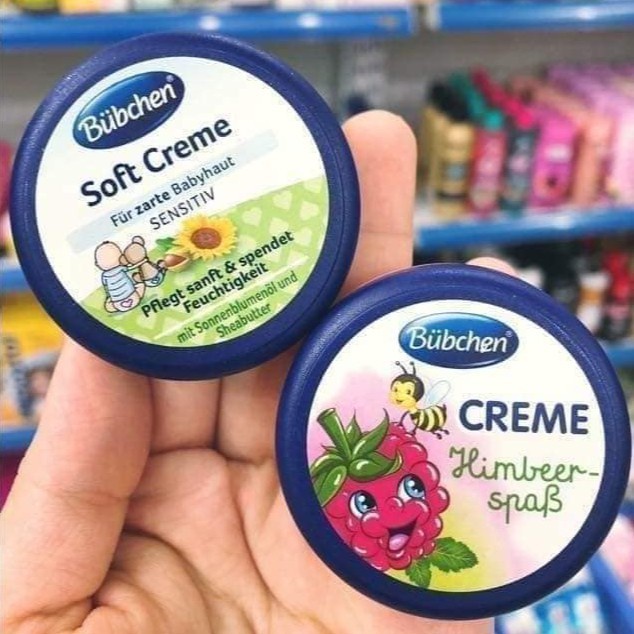 Bübchen®
Soft Creme
Für zarte Babyhaut
SENSITIV
Pflegt sanft & spendet
Feuchtigkeit
mit Sonnenblumenöl und
Sheabutter
Bübchen®
CREME
Himbeer-
spaß